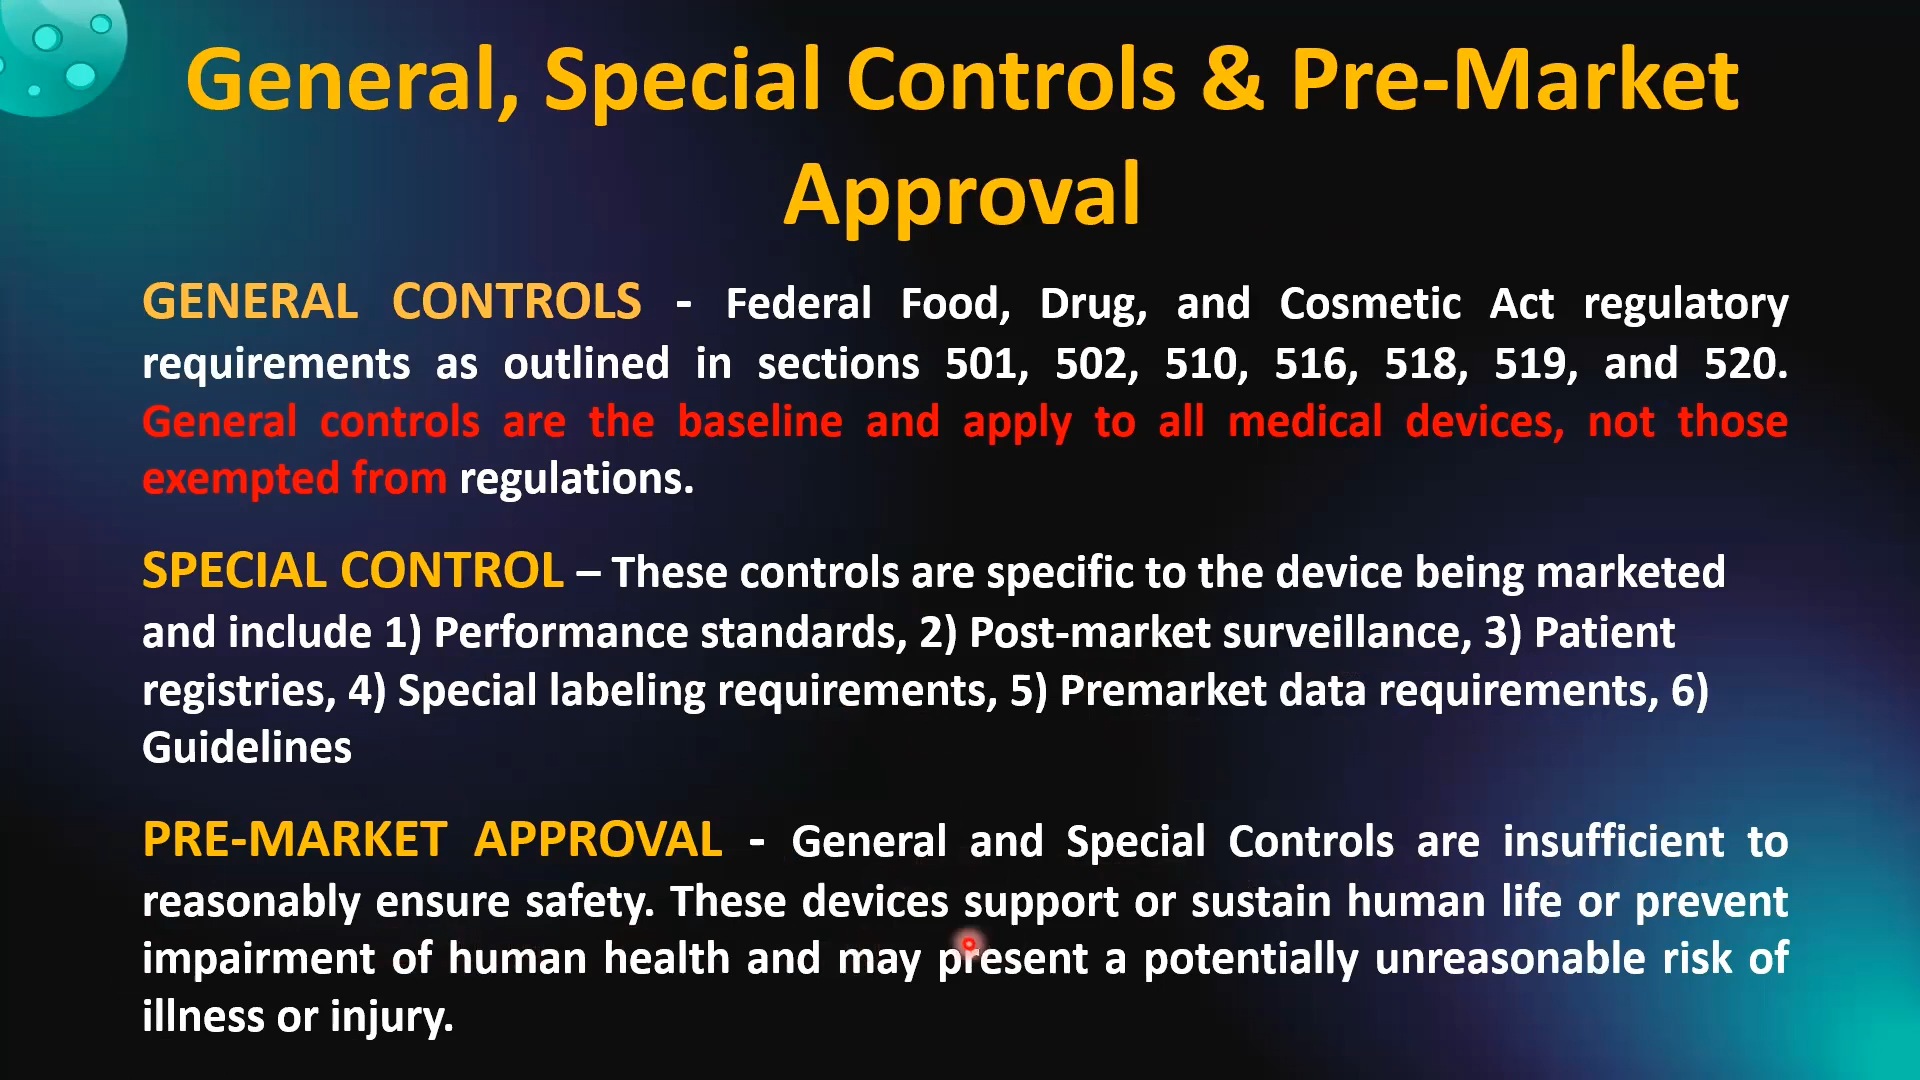 General, Special Controls & Pre-Market
Approval
GENERAL CONTROLS - Federal Food, Drug, and Cosmetic Act regulatory
requirements as outlined in sections 501, 502, 510, 516, 518, 519, and 520.
General controls are the baseline and apply to all medical devices, not those
exempted from regulations.
SPECIAL CONTROL – These controls are specific to the device being marketed
and include 1) Performance standards, 2) Post-market surveillance, 3) Patient
registries, 4) Special labeling requirements, 5) Premarket data requirements, 6)
Guidelines
PRE-MARKET APPROVAL - General and Special Controls are insufficient to
reasonably ensure safety. These devices support or sustain human life or prevent
impairment of human health and may present a potentially unreasonable risk of
illness or injury.